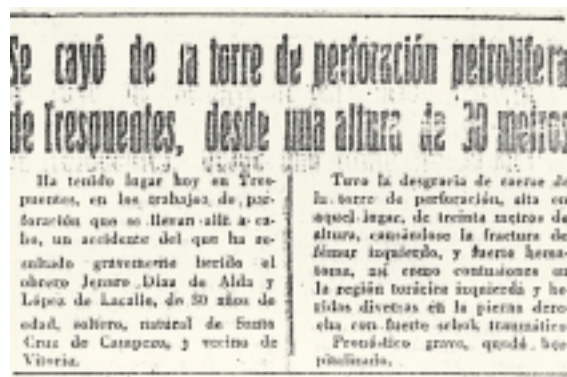 Se cayó de la torre de perforación petrolífera
de Trespuentes, desde una altura de 30 metros
Ha tenido lugar hoy en Tres-
puentes, en los trabajos de per-
foración que se llevan allí a ca-
bo, un accidente del que ha re-
sultado gravemente herido el
obrero Jenaro Díaz de Alda y
López de Lacalle, de 30 años de
edad, soltero, natural de Santa
Cruz de Campezo, y vecino de
Vitoria.
Tuvo la desgracia de caerse de
la torre de perforación, alta en
aquel lugar, de treinta metros de
altura, causándose la fractura de
fémur izquierdo, y fuerte hema-
toma, así como contusiones en
la región torácica izquierda y he-
ridas diversas en la pierna dere-
cha con fuerte schok traumático
Pronóstico grave, quedó hos-
pitalizado.